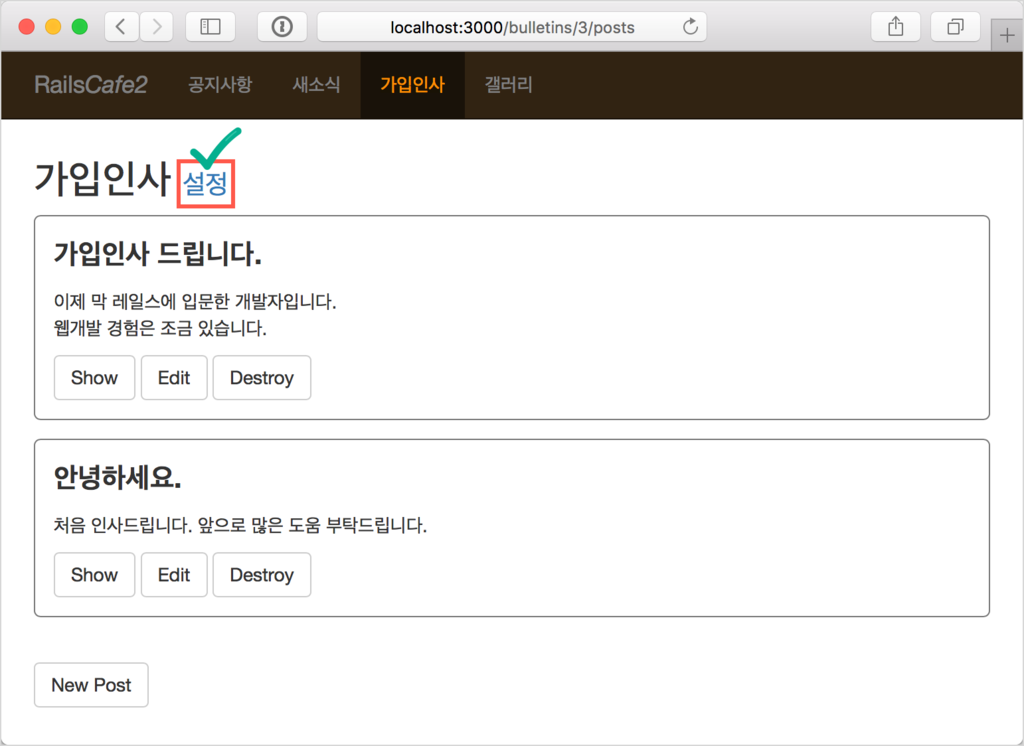 localhost:3000/bulletins/3/posts
RailsCafe2 공지사항 새소식 가입인사 갤러리
가입인사 설정
가입인사 드립니다.
이제 막 레일스에 입문한 개발자입니다.
웹개발 경험은 조금 있습니다.
Show Edit Destroy
안녕하세요.
처음 인사드립니다. 앞으로 많은 도움 부탁드립니다.
Show Edit Destroy
New Post